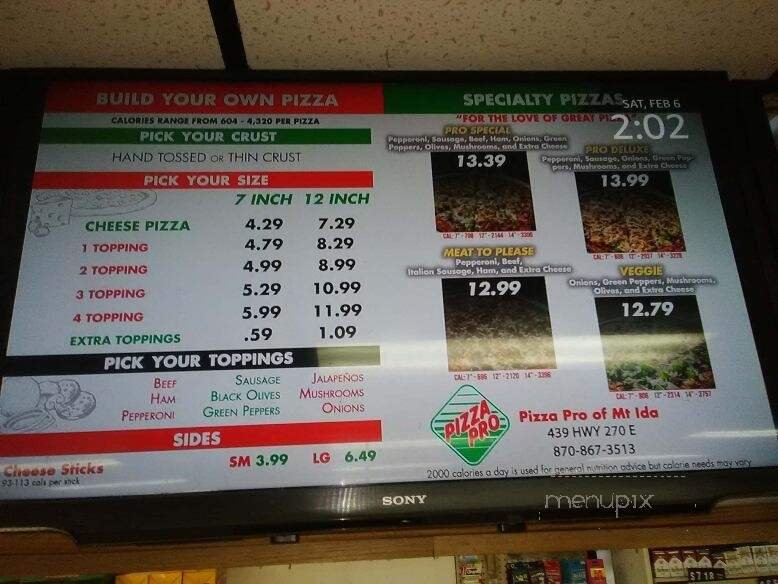 BUILD YOUR OWN PIZZA
CALORIES RANGE FROM 604 - 4,320 PER PIZZA
PICK YOUR CRUST
HAND TOSSED OR THIN CRUST
PICK YOUR SIZE
7 INCH 12 INCH
CHEESE PIZZA 4.29 7.29
1 TOPPING 4.79 8.29
2 TOPPING 4.99 8.99
3 TOPPING 5.29 10.99
4 TOPPING 5.99 11.99
EXTRA TOPPINGS .59 1.09
PICK YOUR TOPPINGS
BEEF SAUSAGE JALAPEÑOS
HAM BLACK OLIVES MUSHROOMS
PEPPERONI GREEN PEPPERS ONIONS
SIDES
Cheese Sticks SM 3.99 LG 6.49
93-113 cals per stick
SPECIALTY PIZZAS
SAT, FEB 6
2:02
"FOR THE LOVE OF GREAT
PRO SPECIAL
Pepperoni, Sausage, Beef, Ham, Onions, Green
Peppers, Olives, Mushrooms, and Extra Cheese
13.39
PRO DELUXE
Pepperoni, Sausage, Onions, Green Pep-
pers, Mushrooms, and Extra Cheese
13.99
MEAT TO PLEASE
Pepperoni, Beef,
Italian Sausage, Ham, and Extra Cheese
12.99
VEGGIE
Onions, Green Peppers, Mushrooms,
Olives, and Extra Cheese
12.79
PIZZA
PRO
Pizza Pro of Mt Ida
439 HWY 270 E
870-867-3513
2000 calories a day is used for general nutrition advice but calorie needs may vary
SONY
menupix
$7.18